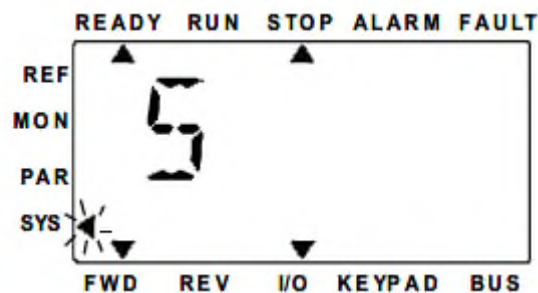 READY RUN STOP ALARM FAULT
REF
5
MON
PAR
SYS
FWD REV I/O KEYPAD BUS